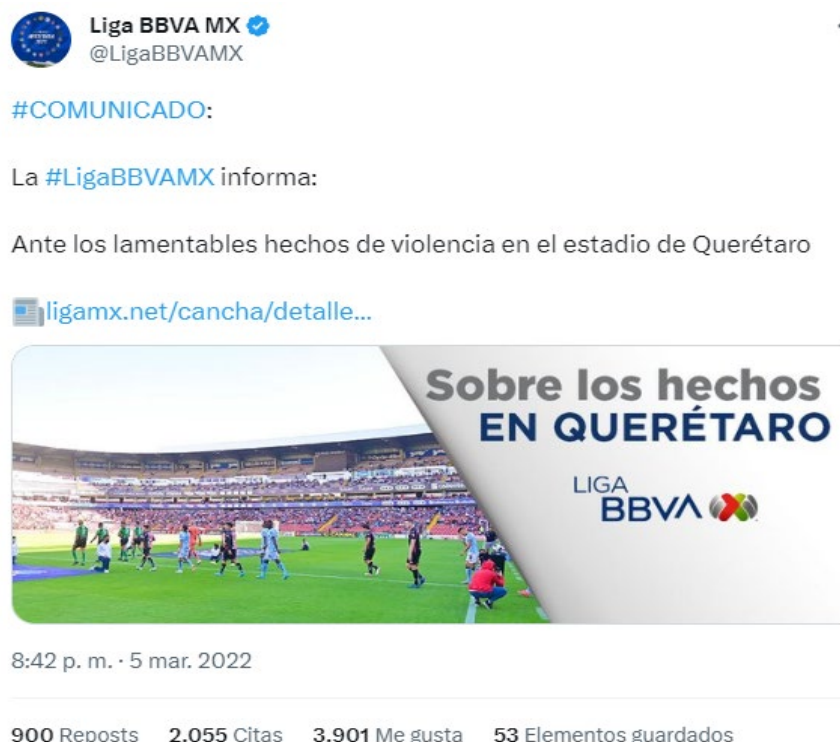 Liga BBVA MX
@LigaBBVAMX
#COMUNICADO:
La #LigaBBVAMX informa:
Ante los lamentables hechos de violencia en el estadio de Querétaro
ligamx.net/cancha/detalle...
Sobre los hechos
EN QUERÉTARO
LIGA
BBVA
8:42 p. m. · 5 mar. 2022
900 Reposts 2.055 Citas 3.901 Me gusta 53 Elementos guardados